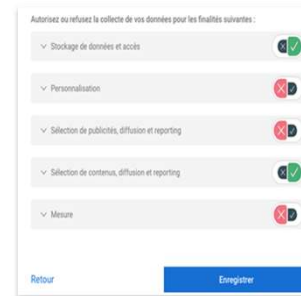 Autorisez ou refusez la collecte de vos données pour les finalités suivantes :
Stockage de données et accès
Personnalisation
Sélection de publicités, diffusion et reporting
Sélection de contenus, diffusion et reporting
Mesure
Retour
Enregistrer